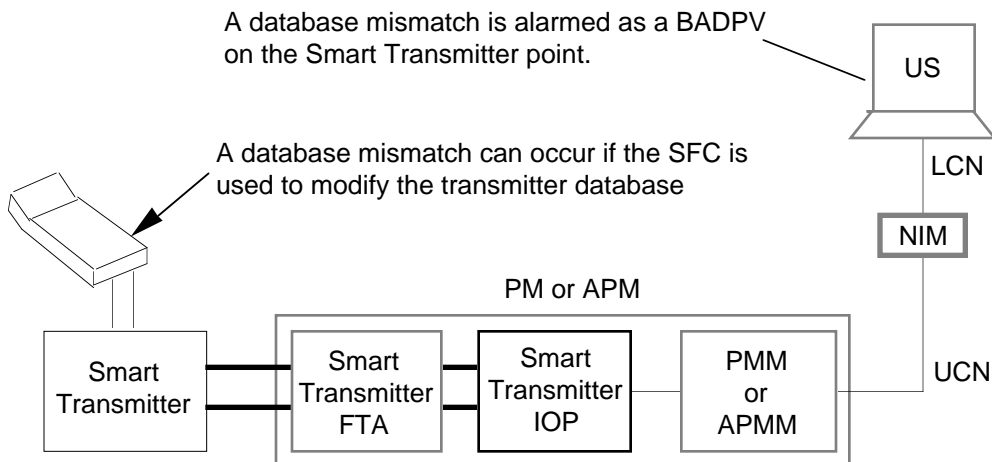 A database mismatch is alarmed as a BADPV
on the Smart Transmitter point.
US
A database mismatch can occur if the SFC is
used to modify the transmitter database
LCN
NIM
PM or APM
Smart
Transmitter
Smart
Transmitter
FTA
Smart
Transmitter
IOP
PMM
or
APMM
UCN